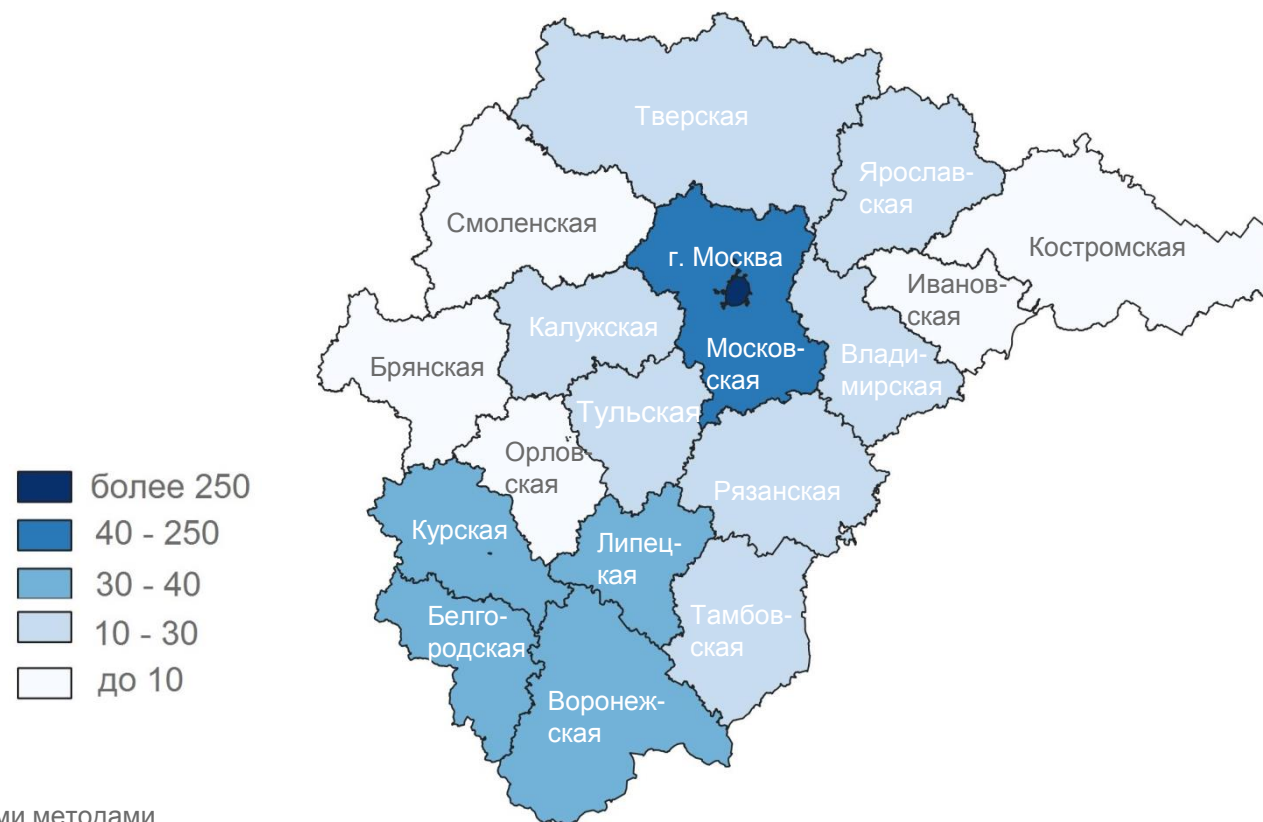 Тверская
Ярослав-
ская
Смоленская
Костромская
г. Москва
Иванов-
ская
Калужская
Москов-
ская
Влади-
мирская
Брянская
Тульская
Орлов-
ская
Рязанская
более 250
40 - 250
30 - 40
10 - 30
до 10
Курская
Липец-
кая
Белго-
родская
Тамбов-
ская
Воронеж-
ская
ми методами